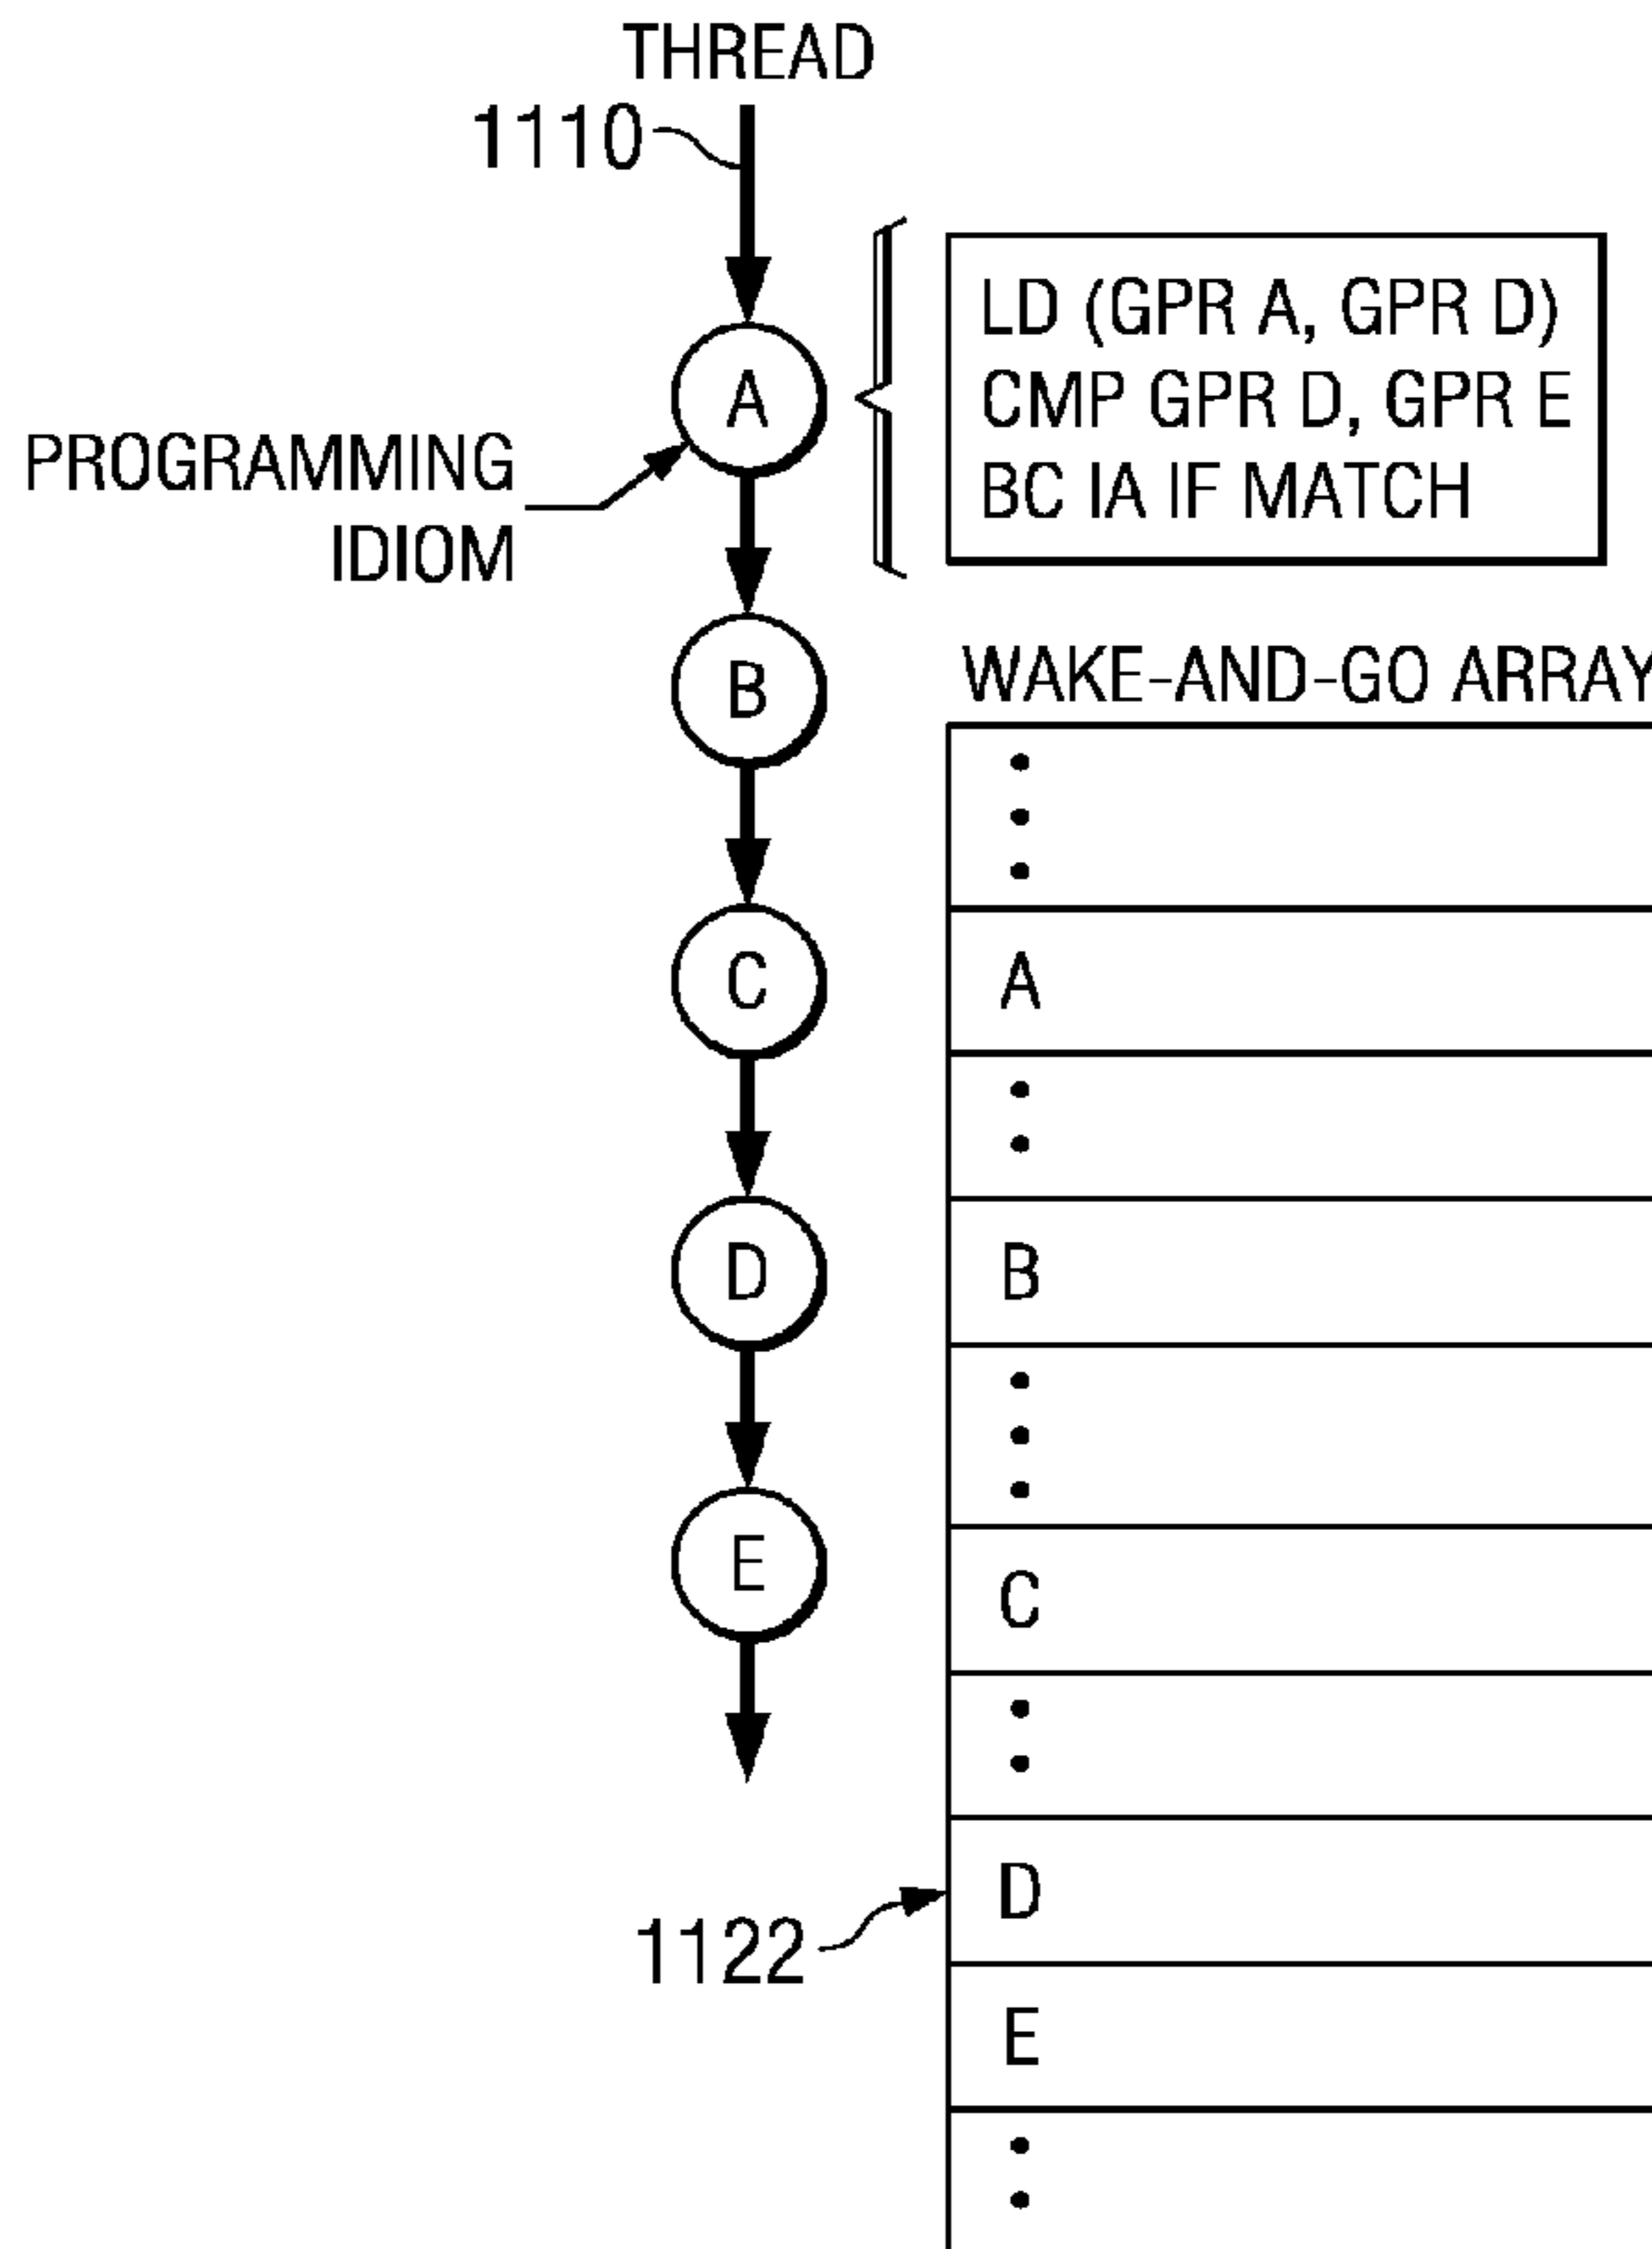 THREAD
1110
A
LD (GPR A, GPR D)
CMP GPR D, GPR E
BC IA IF MATCH
PROGRAMMING
IDIOM
B
C
D
E
WAKE-AND-GO ARRAY
A
B
C
D
E
1122